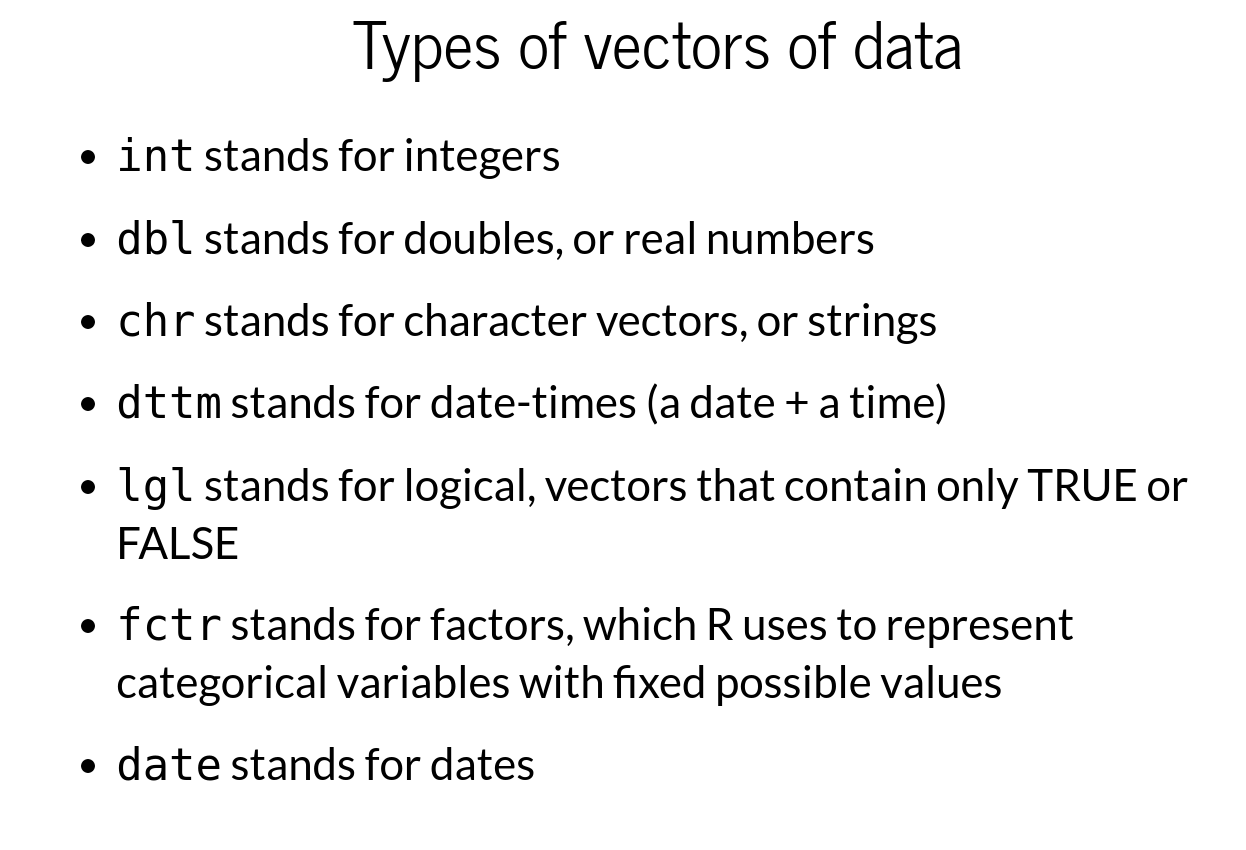 Types of vectors of data
• int stands for integers
• dbl stands for doubles, or real numbers
• chr stands for character vectors, or strings
• dttm stands for date-times (a date + a time)
• lgl stands for logical, vectors that contain only TRUE or
FALSE
• fctr stands for factors, which R uses to represent
categorical variables with fixed possible values
• date stands for dates